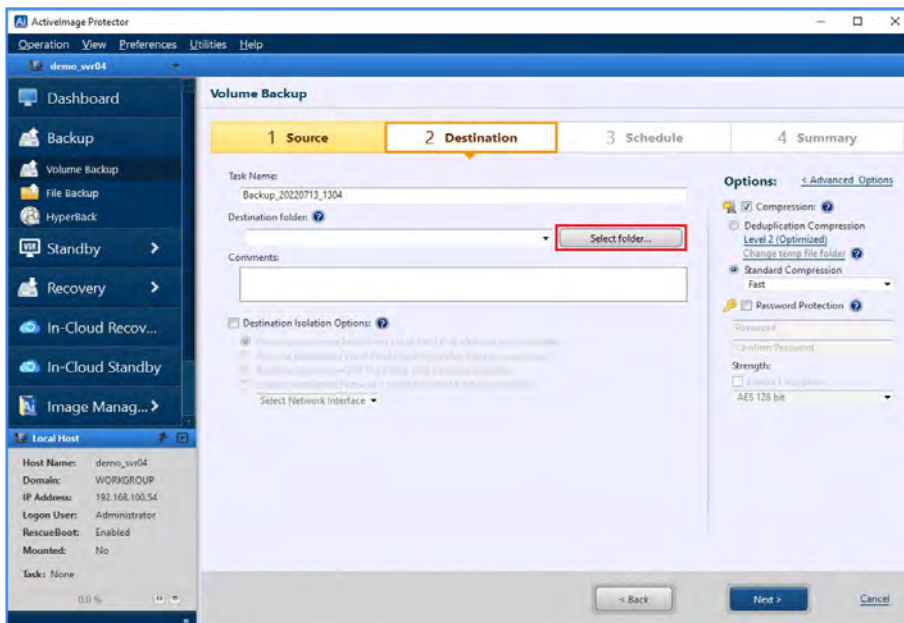 ActiveImage Protector
Operation View Preferences Utilities Help
demo_svr04
Dashboard
Backup
Volume Backup
File Backup
HyperBack
Standby
Recovery
In-Cloud Recov...
In-Cloud Standby
Image Manag...
Local Host
Host Name: demo_svr04
Domain: WORKGROUP
IP Address: 192.168.100.54
Logon User: Administrator
RescueBoot: Enabled
Mounted: No
Task: None
0.0 %
Volume Backup
1 Source
2 Destination
3 Schedule
4 Summary
Task Name:
Backup_20220713_1304
Destination folder:
Select folder...
Comments:
Destination Isolation Options:
Select Network Interface
Options:
< Advanced Options
Compression:
Deduplication Compression
Level 2 (Optimized)
Change temp file folder
Standard Compression
Fast
Password Protection
Password
Confirm Password
Strength:
AES 128 bit
< Back
Next >
Cancel